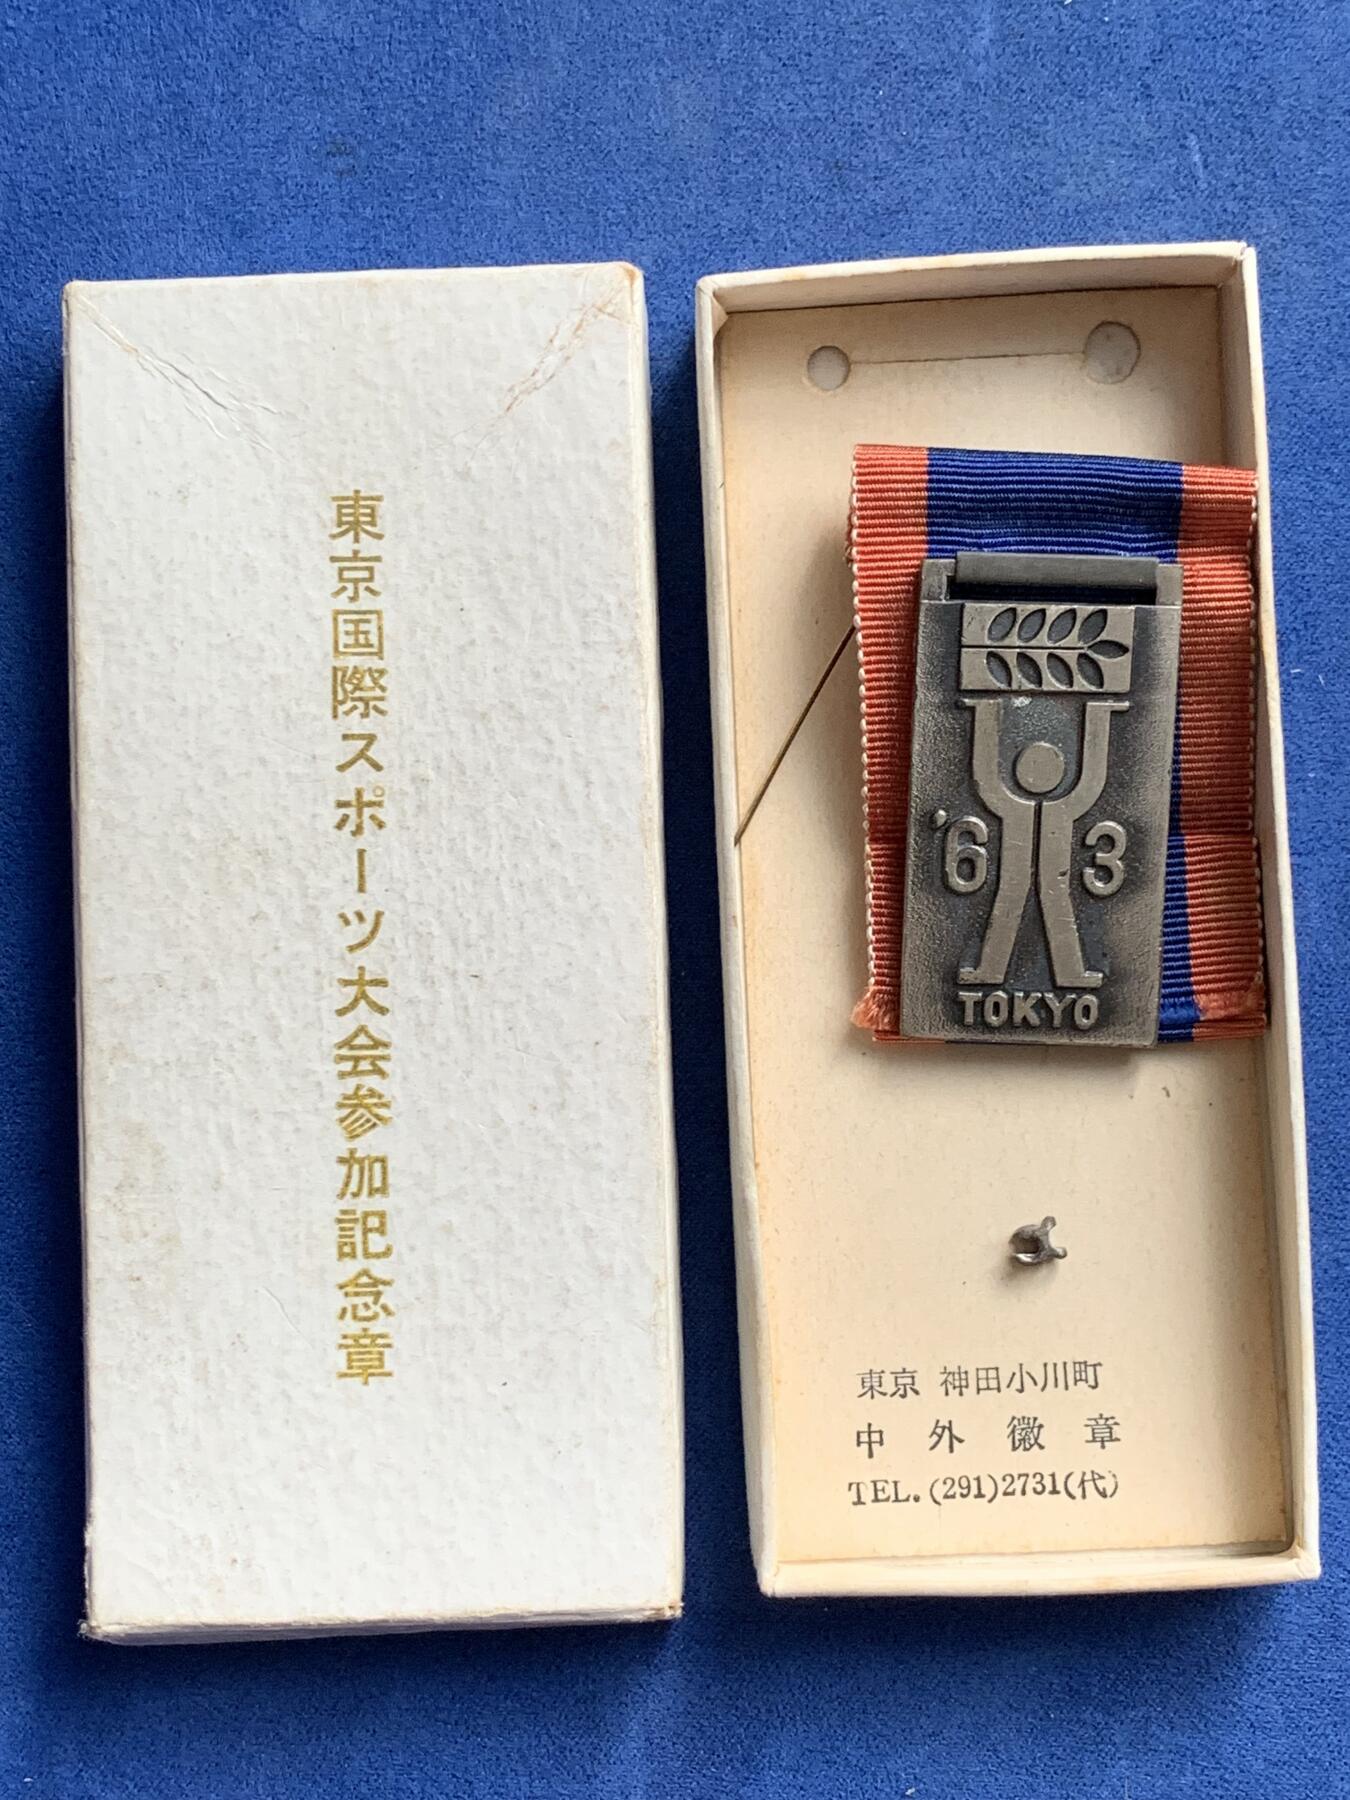 東京国際スポーツ大会参加記念章
'63
TOKYO
東京 神田小川町
中外徽章
TEL.(291)2731(代)